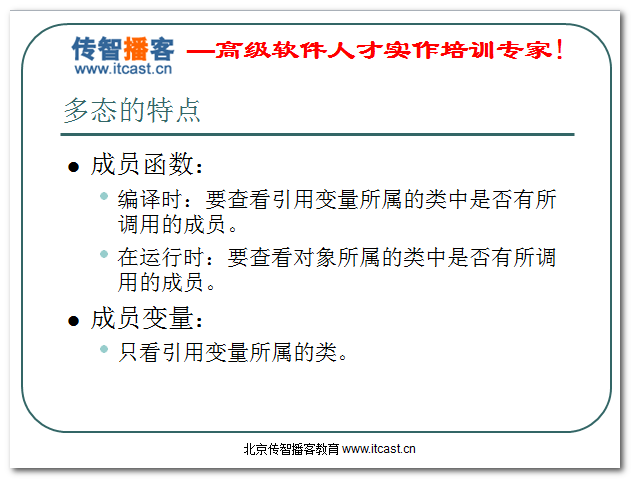 传智播客 —高级软件人才实作培训专家!
www.itcast.cn
多态的特点
成员函数：
编译时：要查看引用变量所属的类中是否有所
调用的成员。
在运行时：要查看对象所属的类中是否有所调
用的成员。
成员变量：
只看引用变量所属的类。
北京传智播客教育 www.itcast.cn